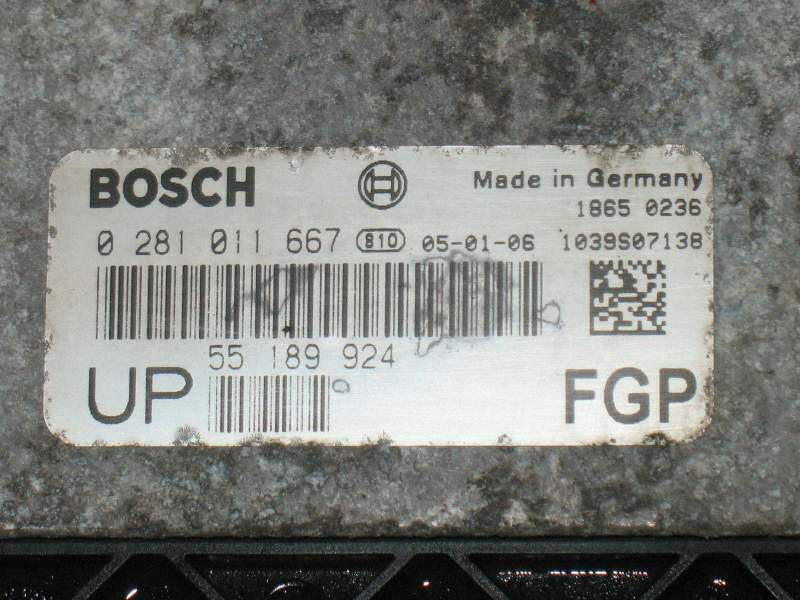 BOSCH Made in Germany
1865 0236
0 281 011 667 810 05-01-06 1039S07138
55 189 924
UP FGP